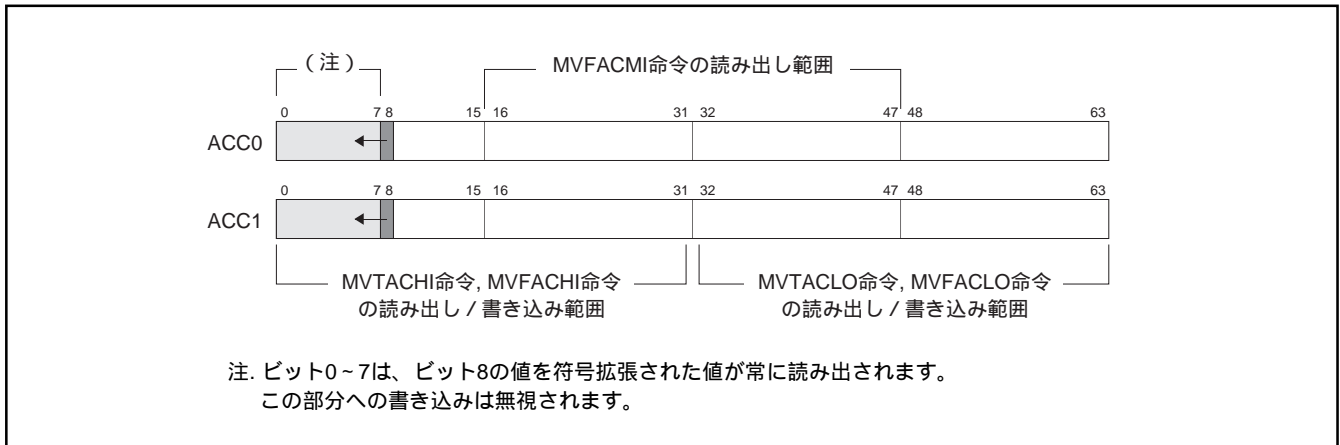 （注） MVFACMI命令の読み出し範囲
0 7 8 15 16 31 32 47 48 63
ACC0
0 7 8 15 16 31 32 47 48 63
ACC1
MVTACHI命令, MVFACHI命令 MVTACLO命令, MVFACLO命令
の読み出し / 書き込み範囲 の読み出し / 書き込み範囲
注. ビット0～7は、ビット8の値を符号拡張された値が常に読み出されます。
この部分への書き込みは無視されます。